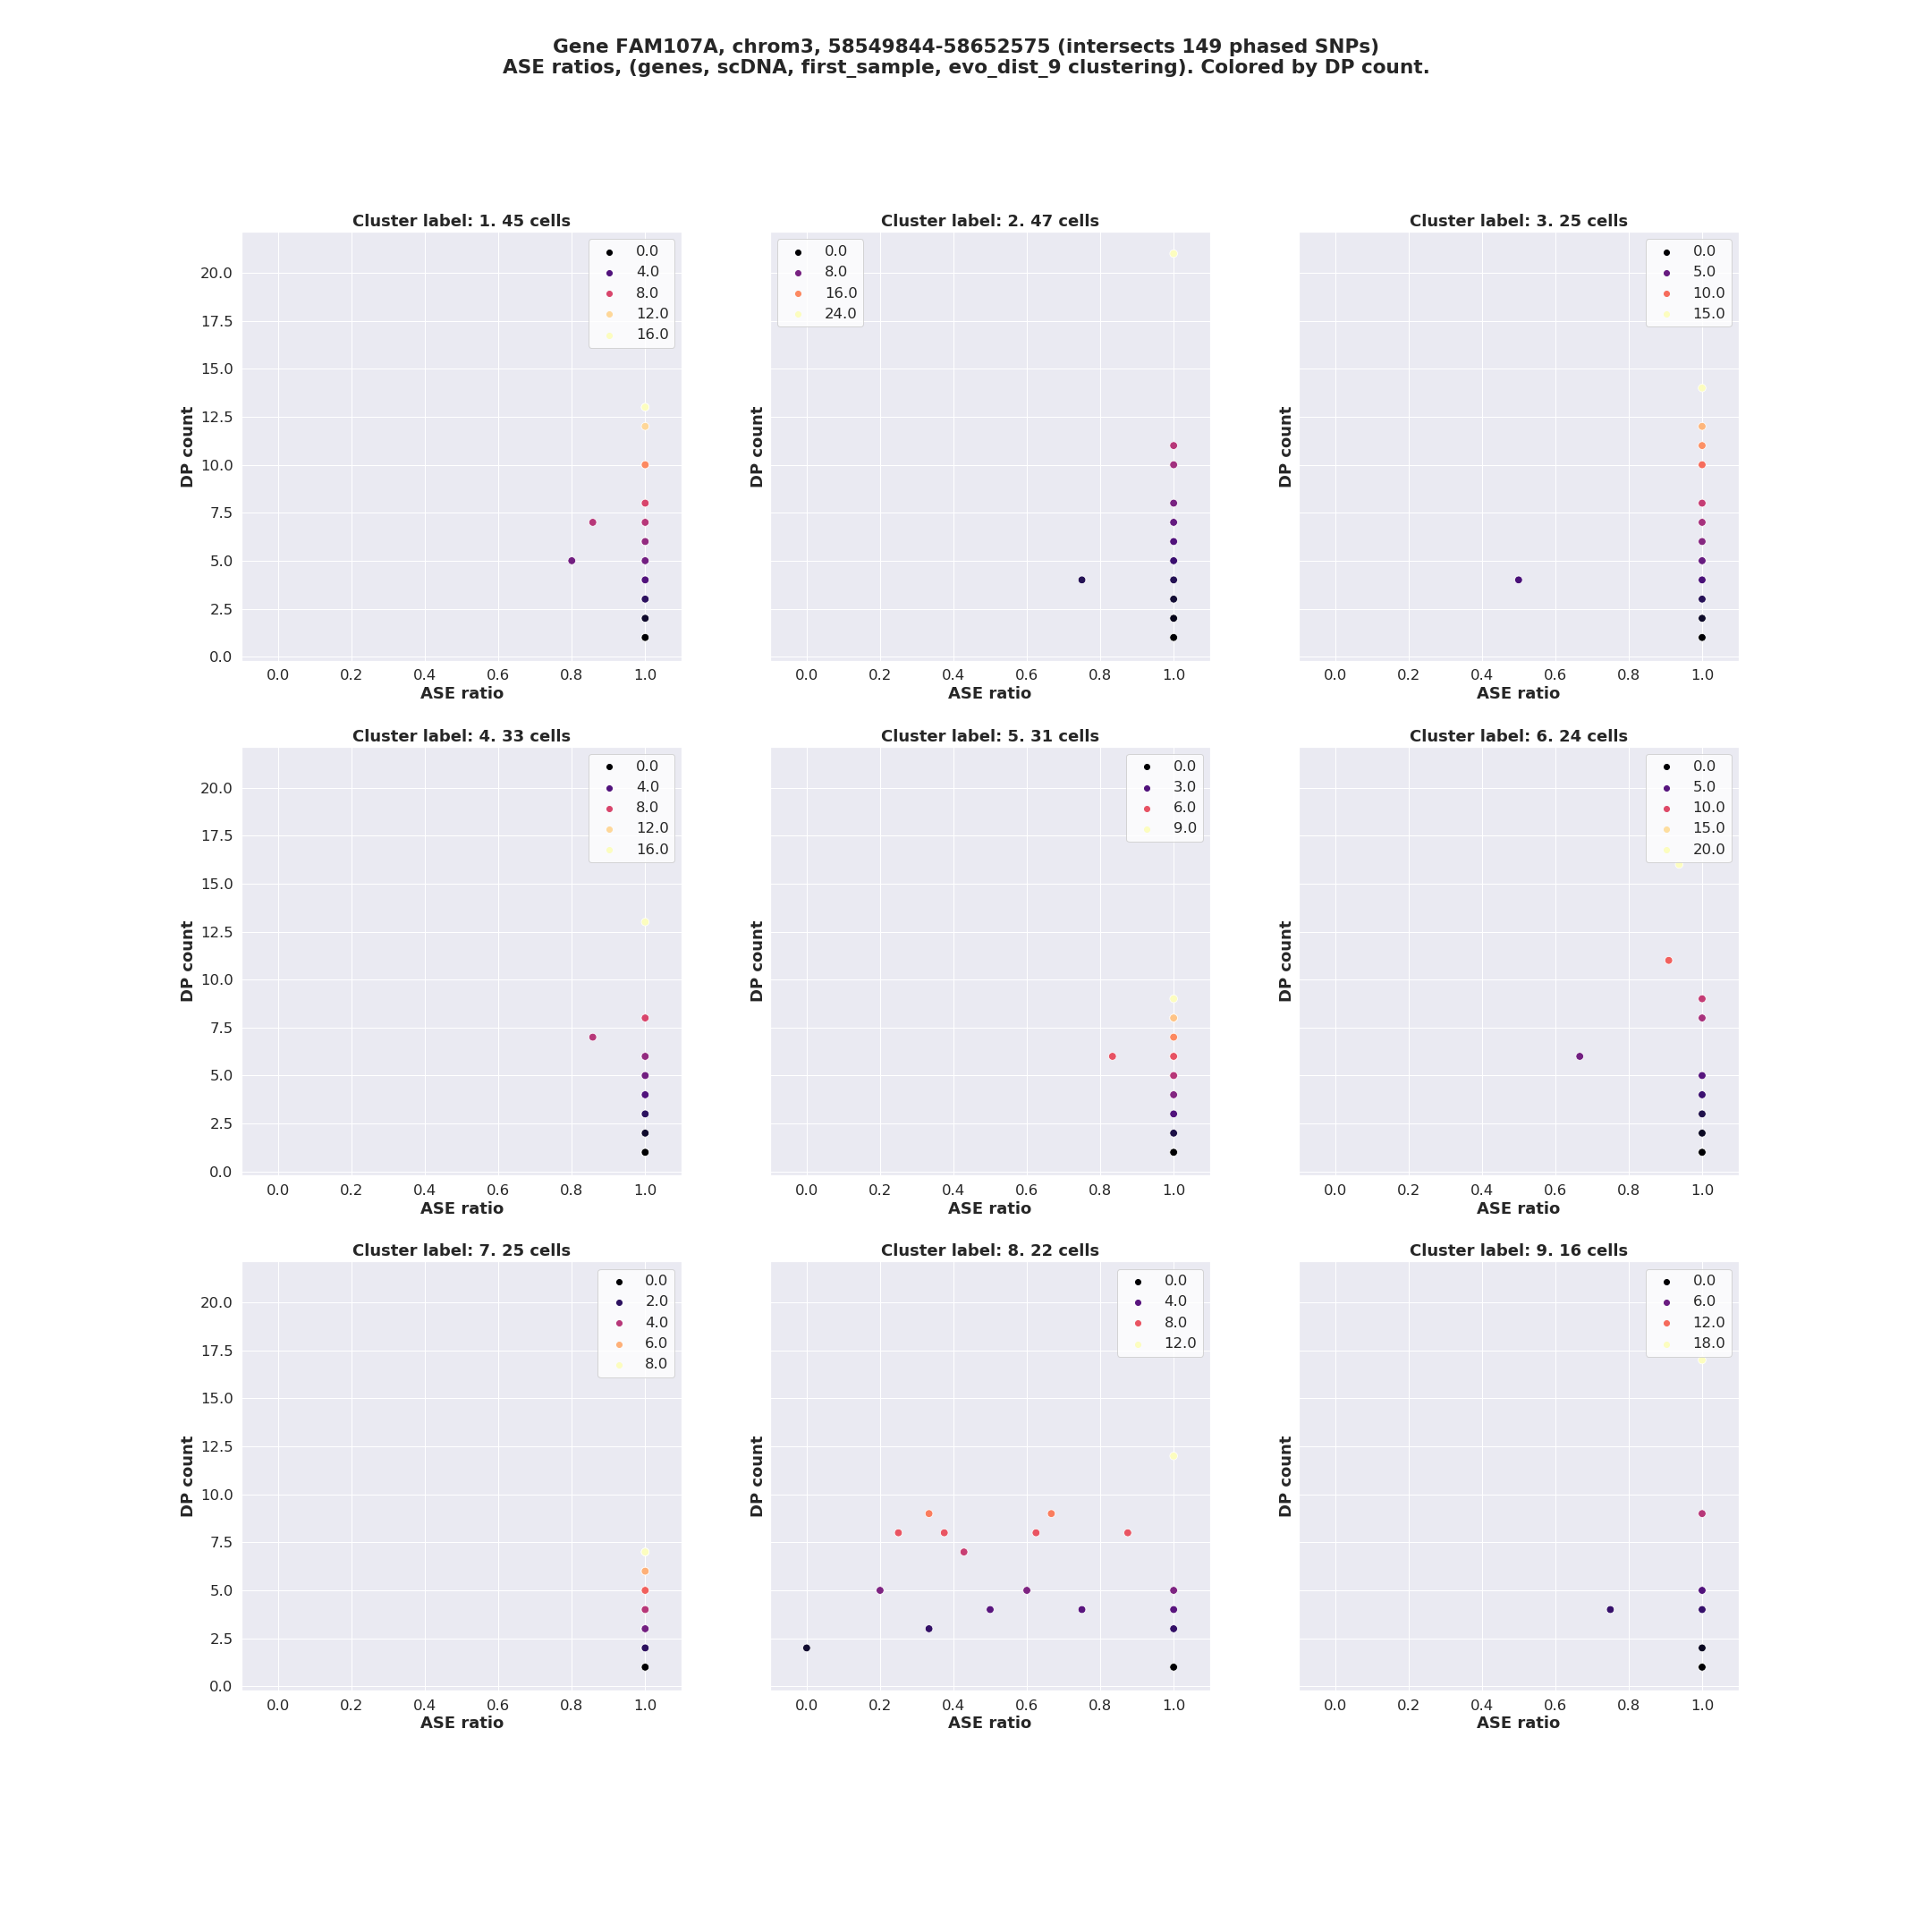 Gene FAM107A, chrom3, 58549844-58652575 (intersects 149 phased SNPs)
ASE ratios, (genes, scDNA, first_sample, evo_dist_9 clustering). Colored by DP count.
Cluster label: 1. 45 cells
20.0
17.5
15.0
12.5
10.0
7.5
5.0
2.5
0.0
DP count
0.0
4.0
8.0
12.0
16.0
0.0 0.2 0.4 0.6 0.8 1.0
ASE ratio
Cluster label: 2. 47 cells
DP count
0.0
8.0
16.0
24.0
0.0 0.2 0.4 0.6 0.8 1.0
ASE ratio
Cluster label: 3. 25 cells
DP count
0.0
5.0
10.0
15.0
0.0 0.2 0.4 0.6 0.8 1.0
ASE ratio
Cluster label: 4. 33 cells
20.0
17.5
15.0
12.5
10.0
7.5
5.0
2.5
0.0
DP count
0.0
4.0
8.0
12.0
16.0
0.0 0.2 0.4 0.6 0.8 1.0
ASE ratio
Cluster label: 5. 31 cells
DP count
0.0
3.0
6.0
9.0
0.0 0.2 0.4 0.6 0.8 1.0
ASE ratio
Cluster label: 6. 24 cells
DP count
0.0
5.0
10.0
15.0
20.0
0.0 0.2 0.4 0.6 0.8 1.0
ASE ratio
Cluster label: 7. 25 cells
20.0
17.5
15.0
12.5
10.0
7.5
5.0
2.5
0.0
DP count
0.0
2.0
4.0
6.0
8.0
0.0 0.2 0.4 0.6 0.8 1.0
ASE ratio
Cluster label: 8. 22 cells
DP count
0.0
4.0
8.0
12.0
0.0 0.2 0.4 0.6 0.8 1.0
ASE ratio
Cluster label: 9. 16 cells
DP count
0.0
6.0
12.0
18.0
0.0 0.2 0.4 0.6 0.8 1.0
ASE ratio